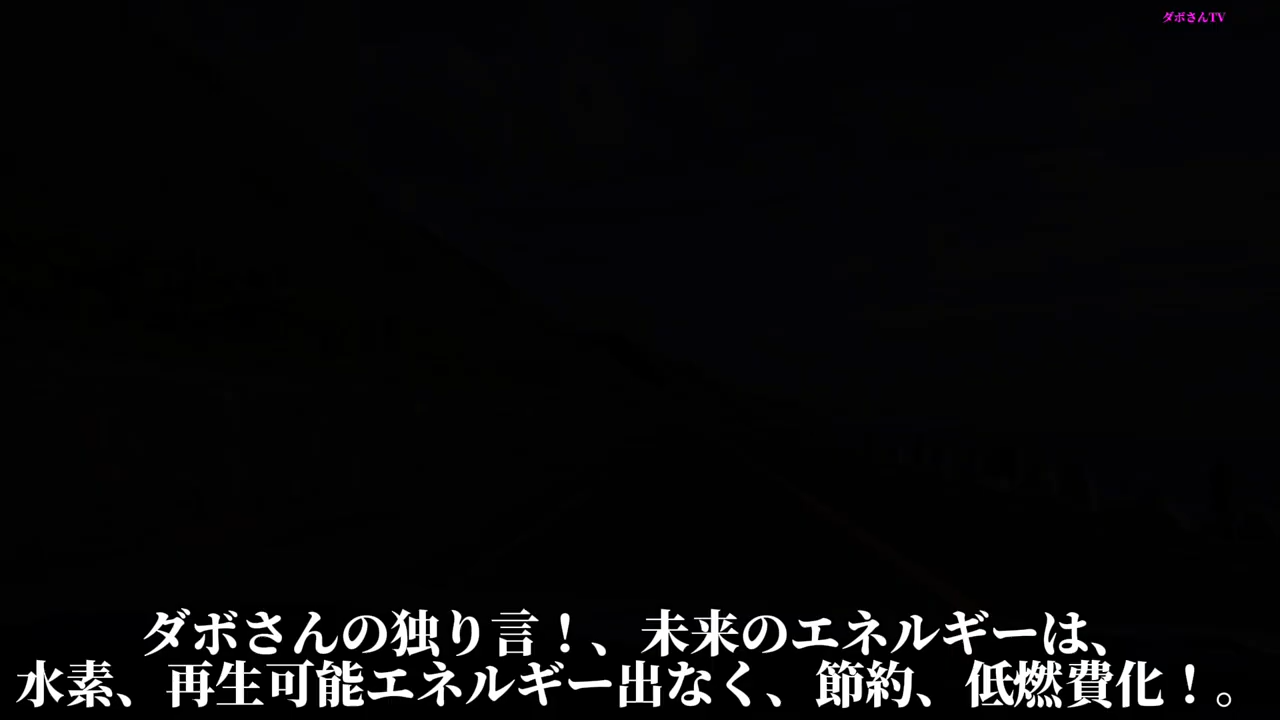 ダボさんTV
ダボさんの独り言！、未来のエネルギーは、
水素、再生可能エネルギー出なく、節約、低燃費化！。